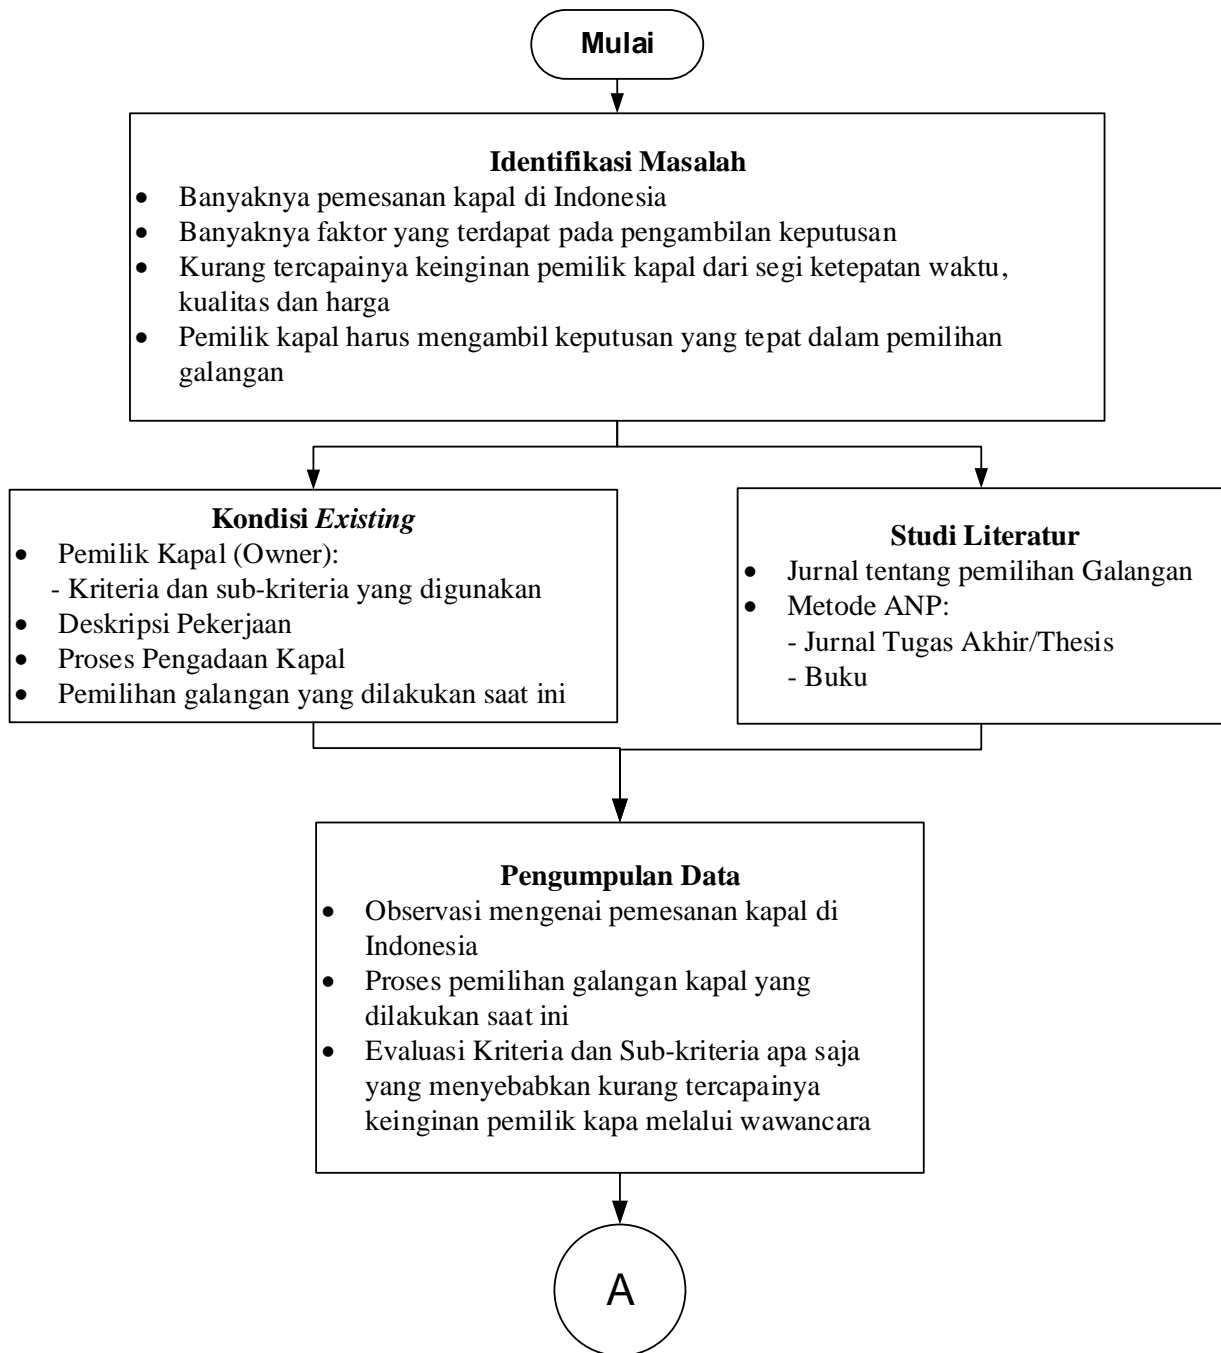 Mulai
Identifikasi Masalah
• Banyaknya pemesanan kapal di Indonesia
• Banyaknya faktor yang terdapat pada pengambilan keputusan
• Kurang tercapainya keinginan pemilik kapal dari segi ketepatan waktu,
kualitas dan harga
• Pemilik kapal harus mengambil keputusan yang tepat dalam pemilihan
galangan
Kondisi Existing
• Pemilik Kapal (Owner):
- Kriteria dan sub-kriteria yang digunakan
• Deskripsi Pekerjaan
• Proses Pengadaan Kapal
• Pemilihan galangan yang dilakukan saat ini
Studi Literatur
• Jurnal tentang pemilihan Galangan
• Metode ANP:
- Jurnal Tugas Akhir/Thesis
- Buku
Pengumpulan Data
• Observasi mengenai pemesanan kapal di
Indonesia
• Proses pemilihan galangan kapal yang
dilakukan saat ini
• Evaluasi Kriteria dan Sub-kriteria apa saja
yang menyebabkan kurang tercapainya
keinginan pemilik kapa melalui wawancara
A